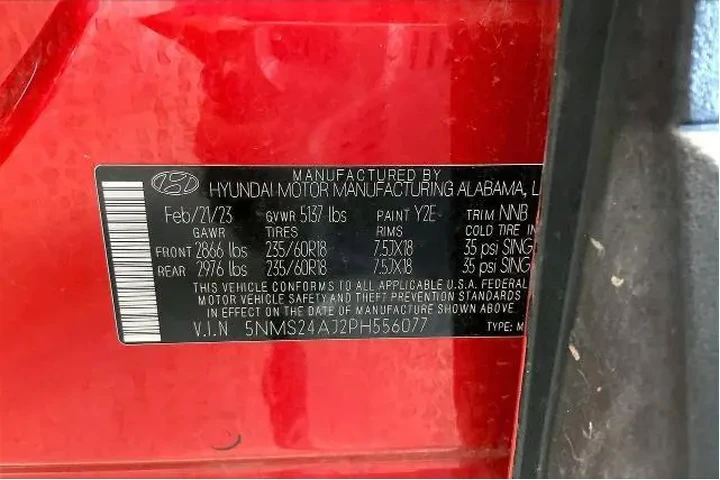 MANUFACTURED BY
HYUNDAI MOTOR MANUFACTURING ALABAMA, L
Feb/21/23 GVWR 5137 lbs PAINT Y2E- TRIM NNB
GAWR TIRES RIMS COLD TIRE IN
FRONT 2866 lbs 235/60R18 7.5JX18 35 psi SING
REAR 2976 lbs 235/60R18 7.5JX18 35 psi SING
THIS VEHICLE CONFORMS TO ALL APPLICABLE U.S.A. FEDERAL
MOTOR VEHICLE SAFETY AND THEFT PREVENTION STANDARDS
IN EFFECT ON THE DATE OF MANUFACTURE SHOWN ABOVE.
V.I.N 5NMS24AJ2PH556077 TYPE: M